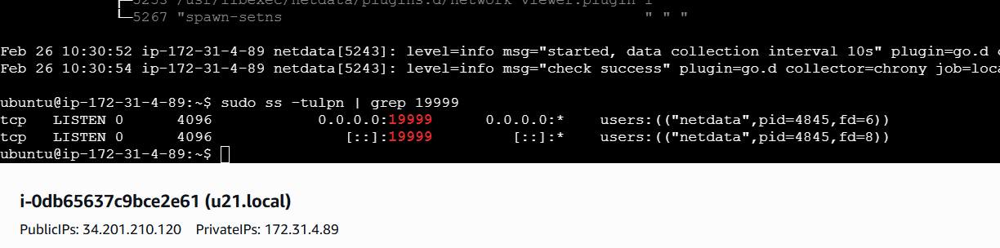 ├─5253 /usr/libexec/netdata/plugins.d/network-viewer.plugin 1
└─5267 "spawn-setns                                         " " "
Feb 26 10:30:52 ip-172-31-4-89 netdata[5243]: level=info msg="started, data collection interval 10s" plugin=go.d c
Feb 26 10:30:54 ip-172-31-4-89 netdata[5243]: level=info msg="check success" plugin=go.d collector=chrony job=loca
ubuntu@ip-172-31-4-89:~$ sudo ss -tulpn | grep 19999
tcp   LISTEN 0      4096            0.0.0.0:19999      0.0.0.0:*    users:(("netdata",pid=4845,fd=6))
tcp   LISTEN 0      4096               [::]:19999         [::]:*    users:(("netdata",pid=4845,fd=8))
ubuntu@ip-172-31-4-89:~$
i-0db65637c9bce2e61 (u21.local)
PublicIPs: 34.201.210.120    PrivateIPs: 172.31.4.89